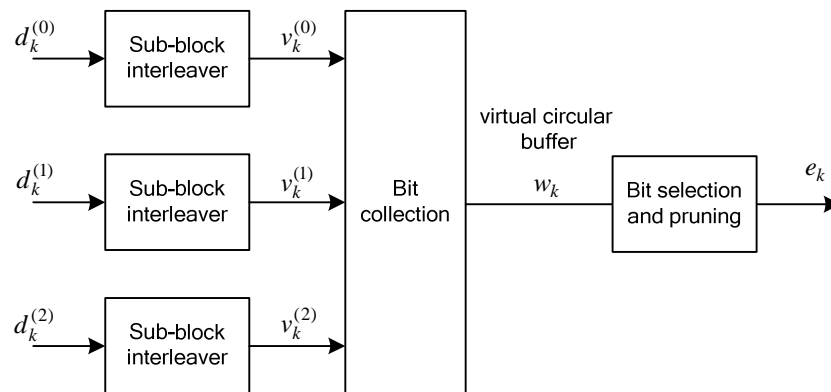 d_k^{(0)}
Sub-block
interleaver
v_k^{(0)}
d_k^{(1)}
Sub-block
interleaver
v_k^{(1)}
d_k^{(2)}
Sub-block
interleaver
v_k^{(2)}
Bit
collection
virtual circular
buffer
w_k
Bit selection
and pruning
e_k